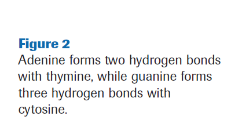 Figure 2
Adenine forms two hydrogen bonds
with thymine, while guanine forms
three hydrogen bonds with
cytosine.